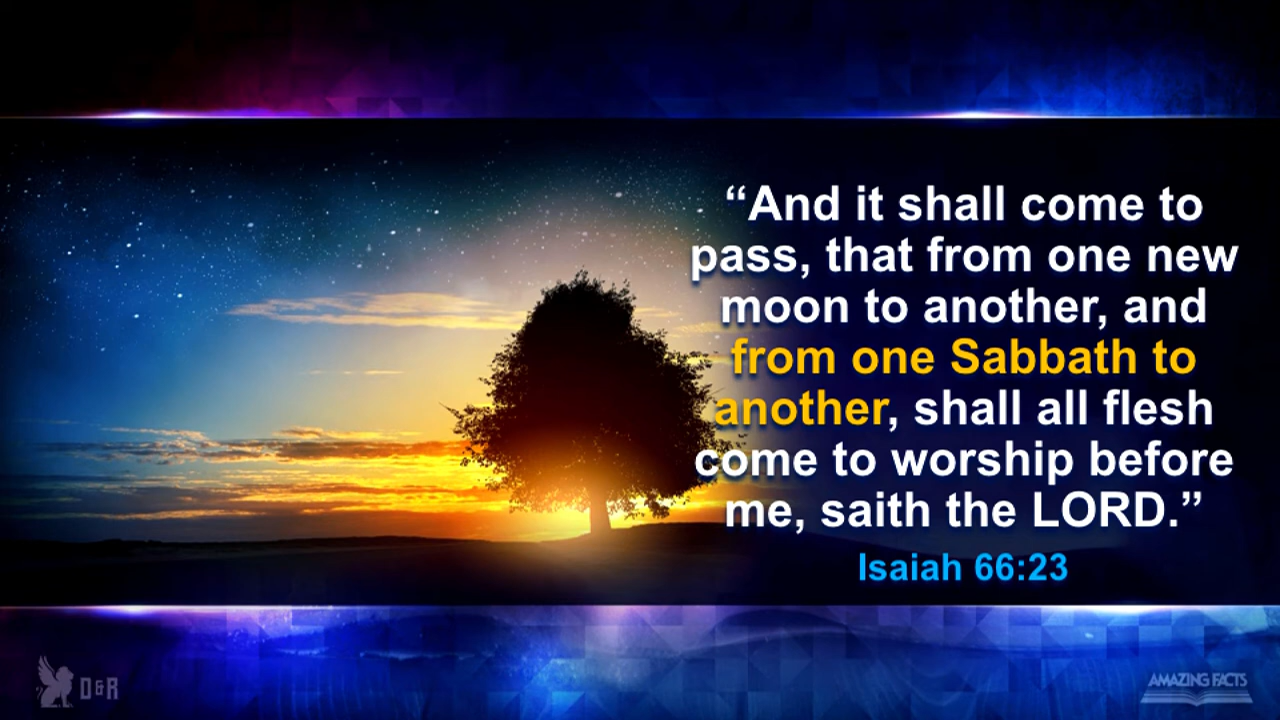 “And it shall come to
pass, that from one new
moon to another, and
from one Sabbath to
another, shall all flesh
come to worship before
me, saith the LORD.”
Isaiah 66:23
D&R
AMAZING FACTS